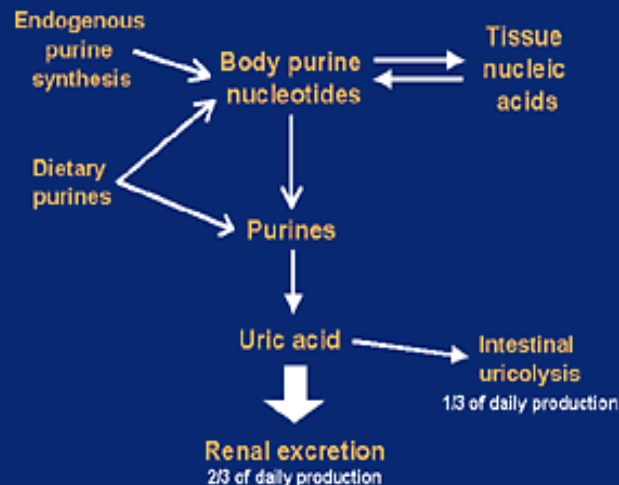 Endogenous
purine
synthesis
Body purine
nucleotides
Tissue
nucleic
acids
Dietary
purines
Purines
Uric acid
Intestinal
uricolysis
1/3 of daily production
Renal excretion
2/3 of daily production